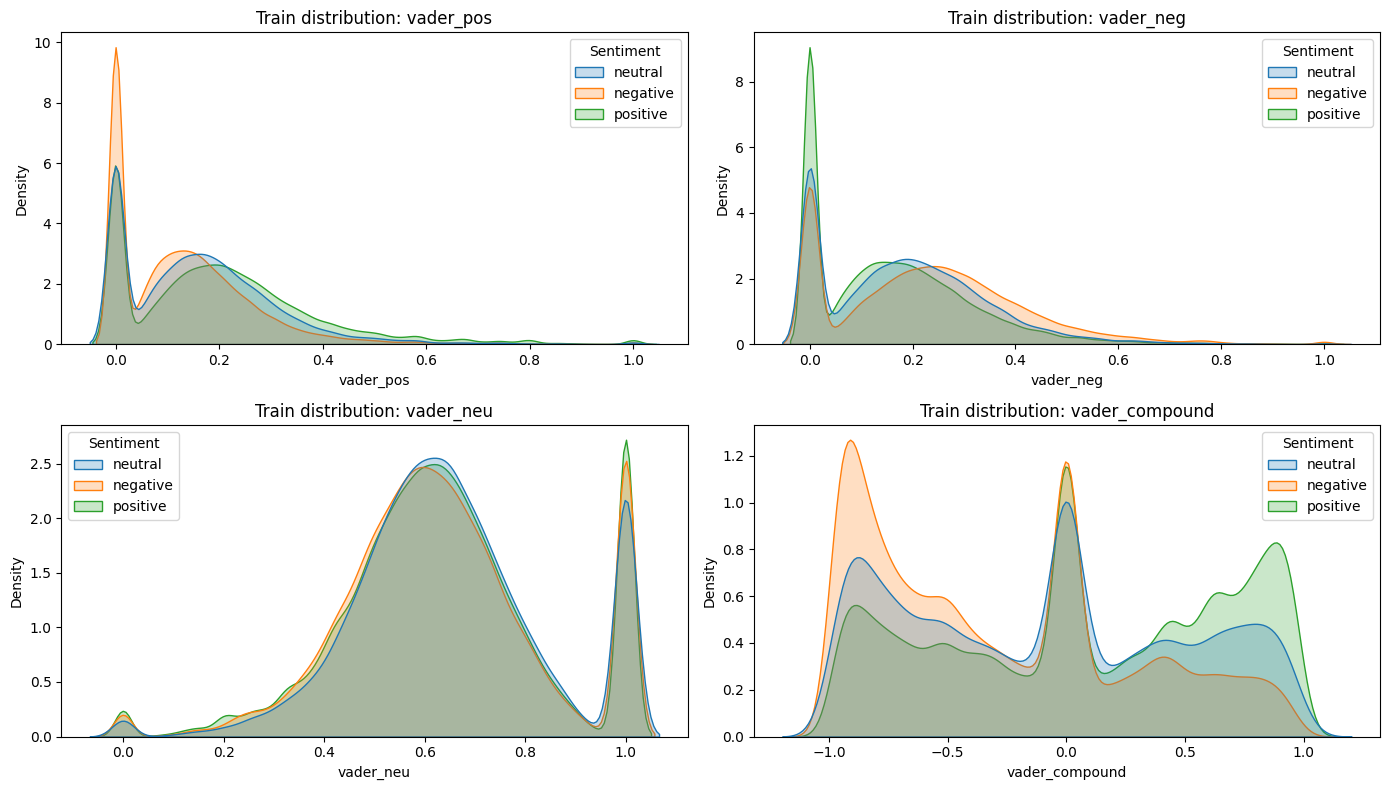 Train distribution: vader_pos
Density
10
8
6
4
2
0
Sentiment
neutral
negative
positive
0.0 0.2 0.4 0.6 0.8 1.0
vader_pos
Train distribution: vader_neg
Density
8
6
4
2
0
Sentiment
neutral
negative
positive
0.0 0.2 0.4 0.6 0.8 1.0
vader_neg
Train distribution: vader_neu
Density
2.5
2.0
1.5
1.0
0.5
0.0
Sentiment
neutral
negative
positive
0.0 0.2 0.4 0.6 0.8 1.0
vader_neu
Train distribution: vader_compound
Density
1.2
1.0
0.8
0.6
0.4
0.2
0.0
Sentiment
neutral
negative
positive
−1.0 −0.5 0.0 0.5 1.0
vader_compound